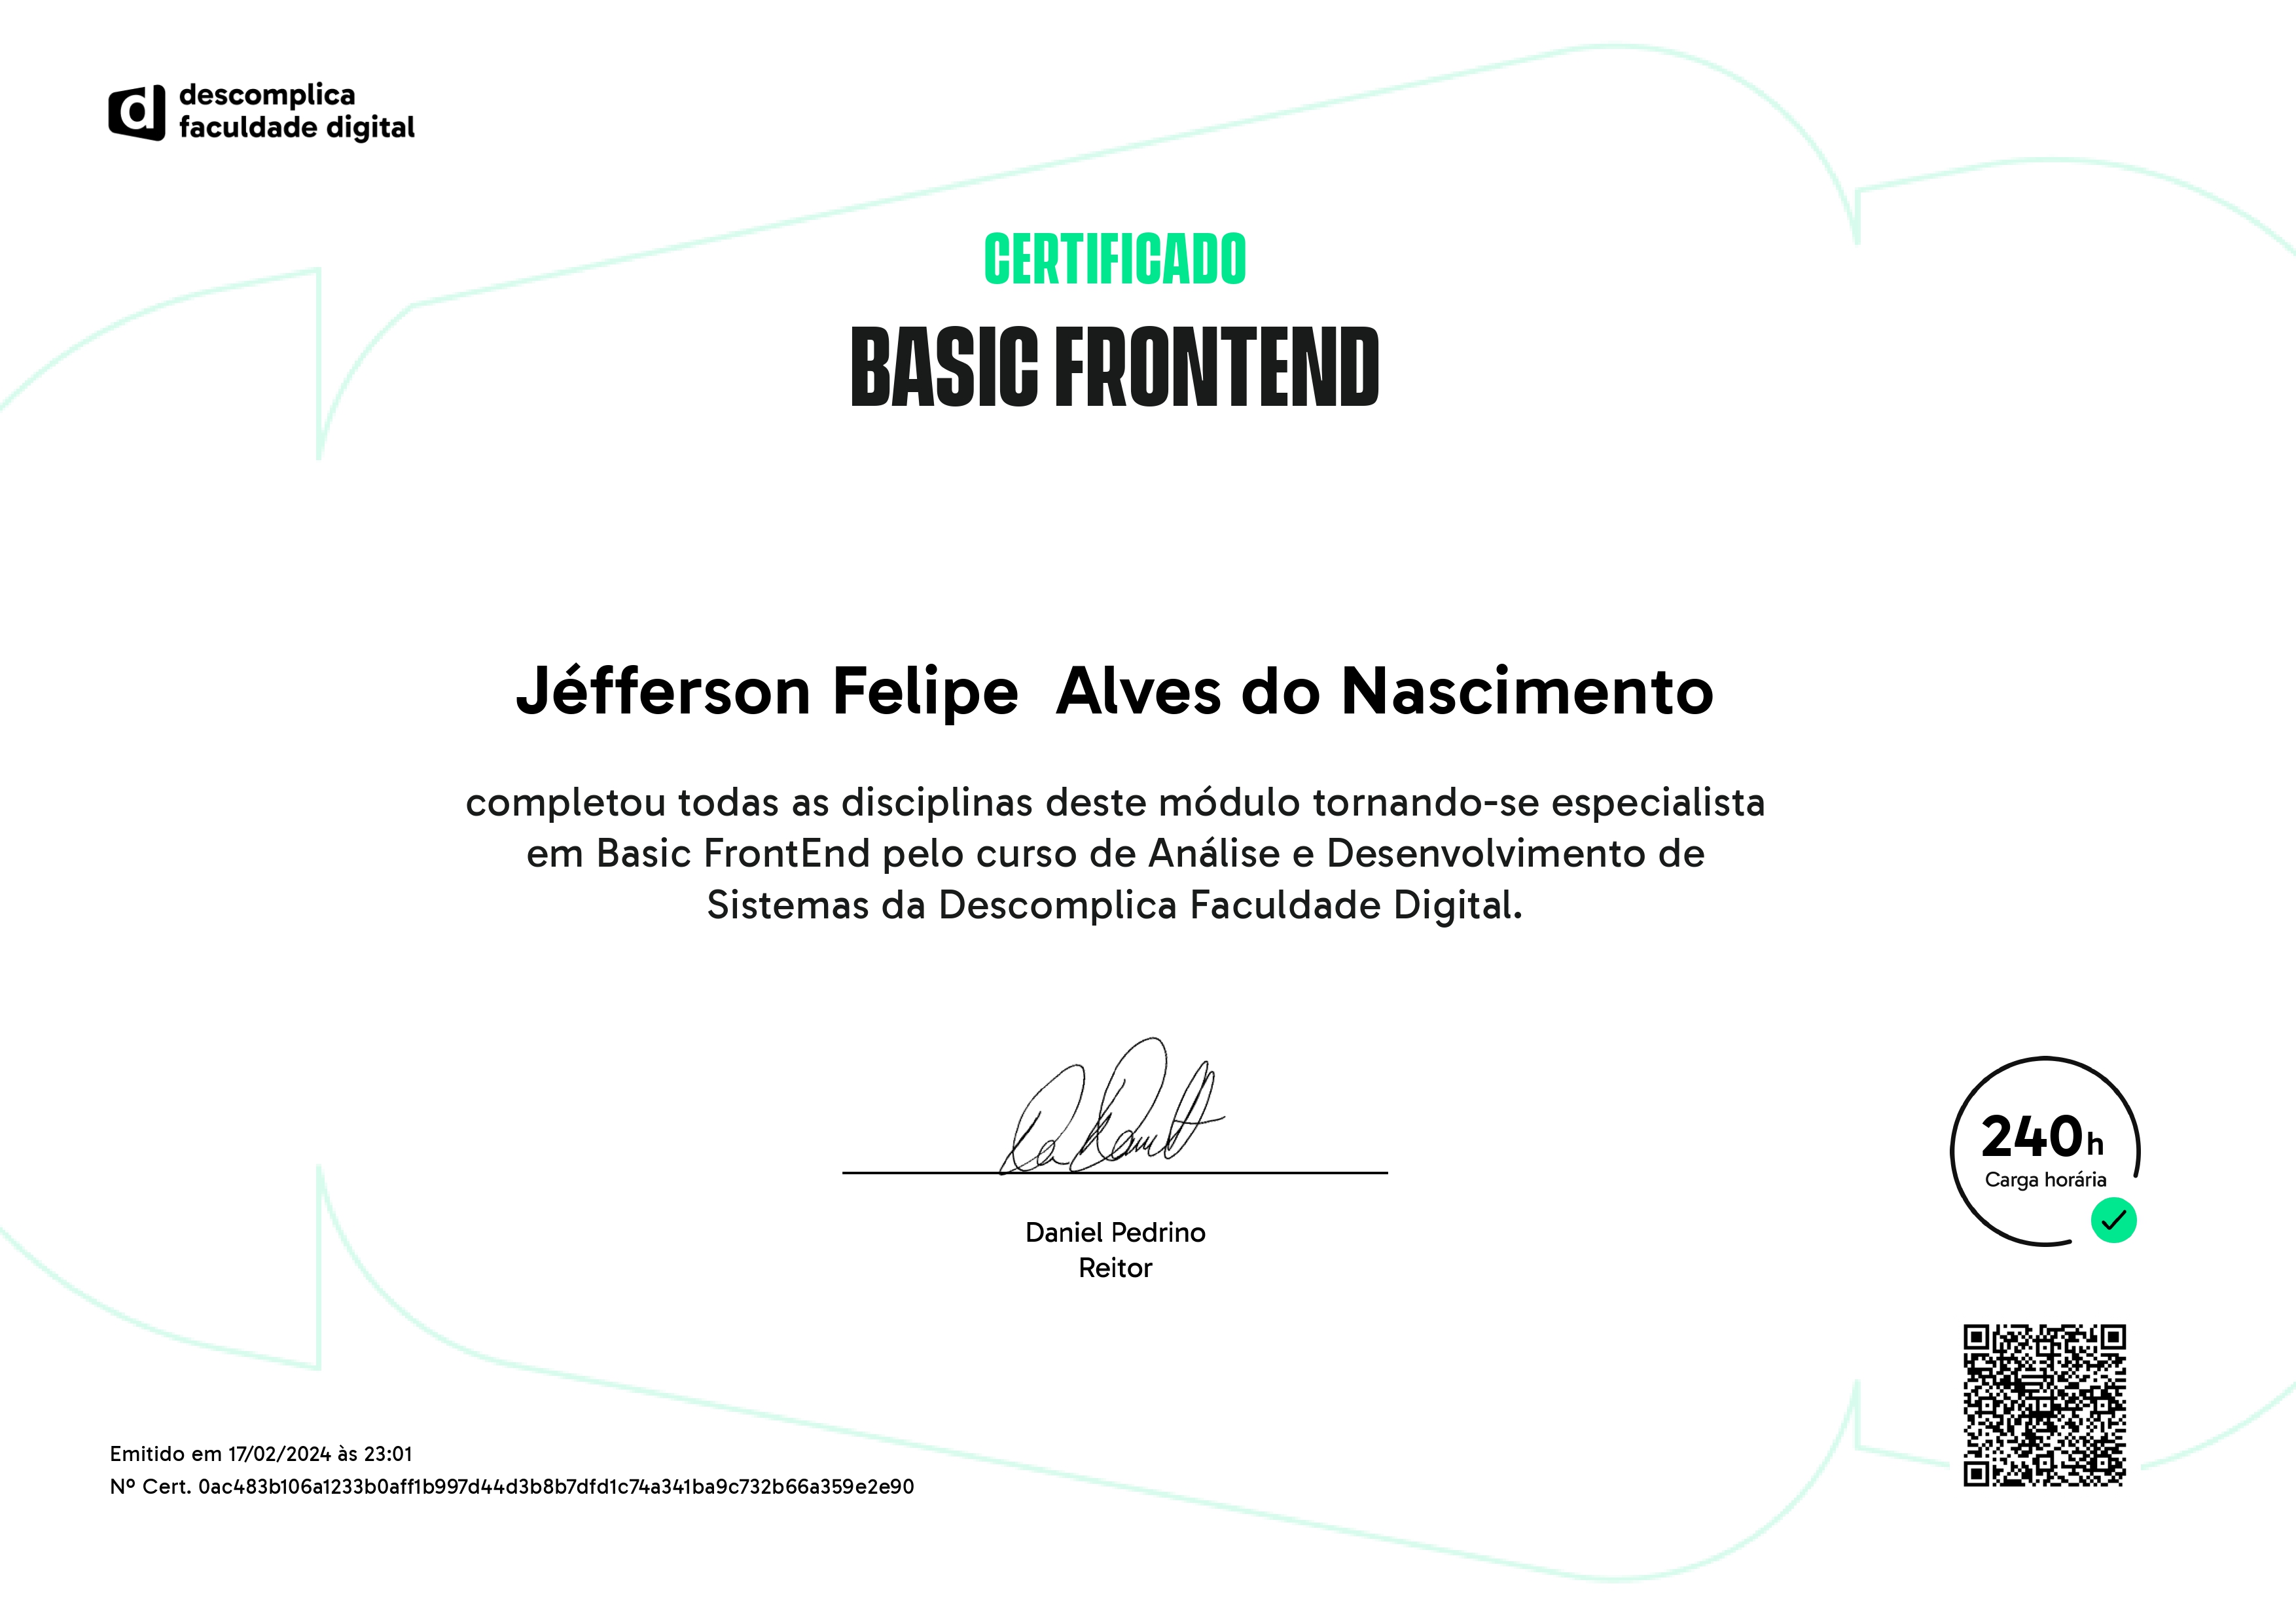 descomplica
faculdade digital
CERTIFICADO
BASIC FRONTEND
Jéfferson Felipe  Alves do Nascimento
completou todas as disciplinas deste módulo tornando-se especialista
em Basic FrontEnd pelo curso de Análise e Desenvolvimento de
Sistemas da Descomplica Faculdade Digital.
Daniel Pedrino
Reitor
240h
Carga horária
Emitido em 17/02/2024 às 23:01
Nº Cert. 0ac483b106a1233b0aff1b997d44d3b8b7dfd1c74a341ba9c732b66a359e2e90